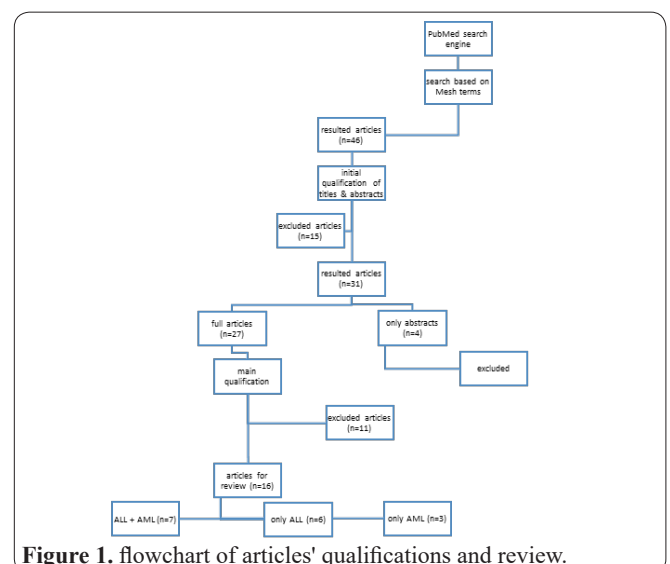 PubMed search
engine
search based on
Mesh terms
resulted articles
(n=46)
initial
qualification of
titles & abstracts
excluded articles
(n=15)
resulted articles
(n=31)
full articles
(n=27)
only abstracts
(n=4)
main
qualification
excluded
excluded articles
(n=11)
articles for
review (n=16)
ALL + AML (n=7)
only ALL (n=6)
only AML (n=3)
Figure 1. flowchart of articles' qualifications and review.